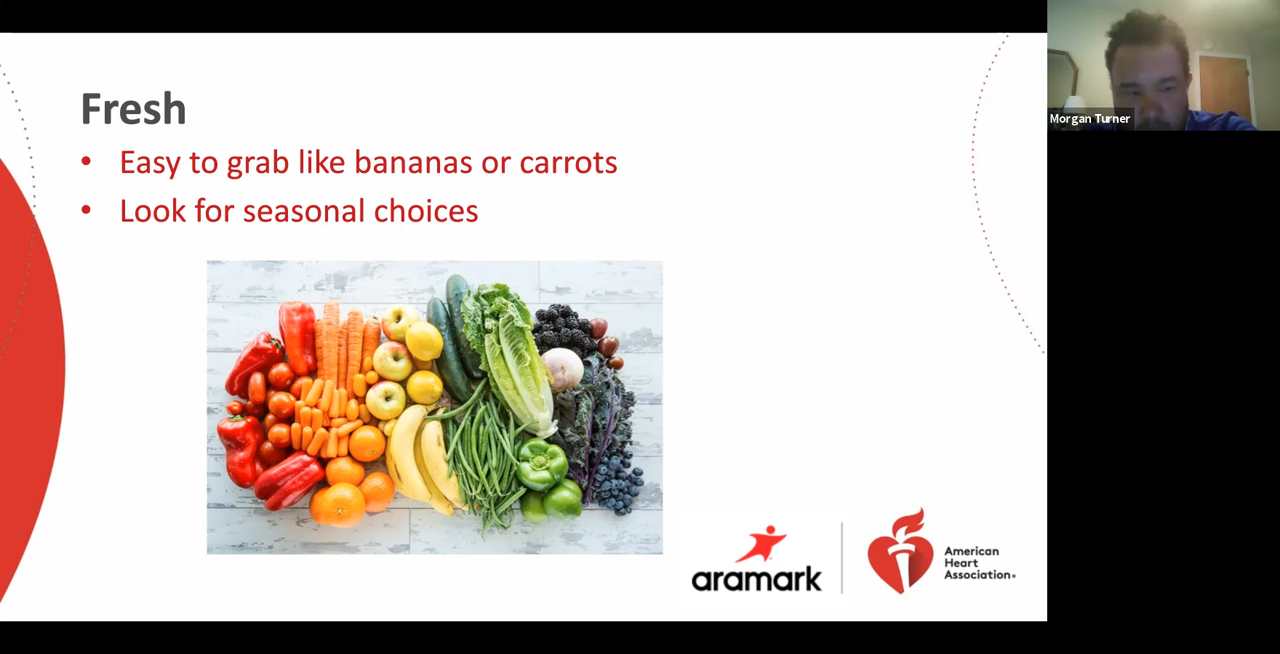 Fresh
• Easy to grab like bananas or carrots
• Look for seasonal choices
aramark
American
Heart
Association®
Morgan Turner